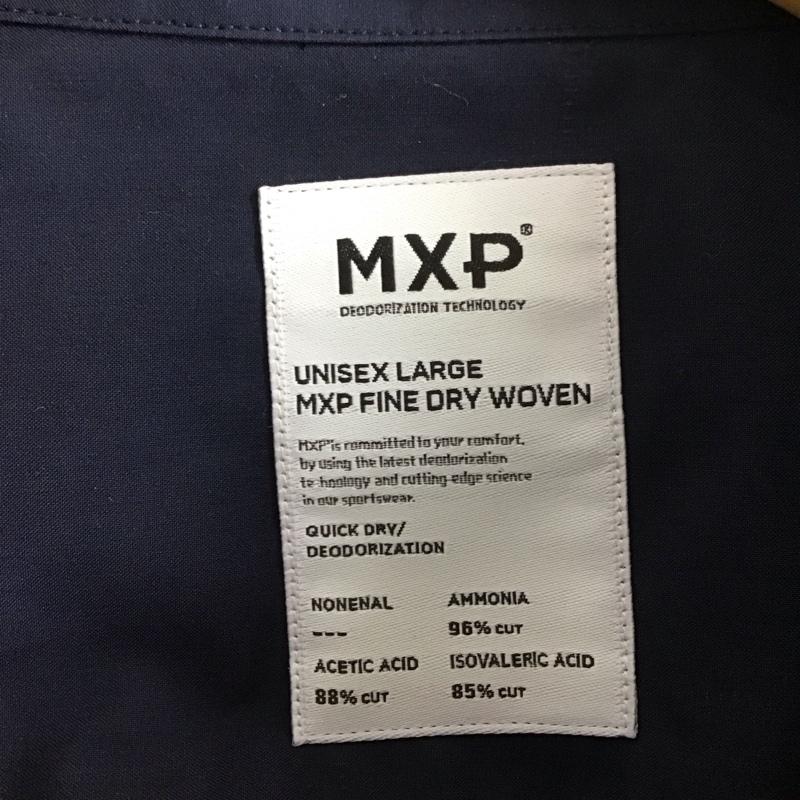 MXP®
DEODORIZATION TECHNOLOGY
UNISEX LARGE
MXP FINE DRY WOVEN
MXP® is committed to your comfort,
by using the latest deodorization
technology and cutting-edge science
in our sportswear.
QUICK DRY/
DEODORIZATION
NONENAL AMMONIA
--- 96% CUT
ACETIC ACID ISOVALERIC ACID
88% CUT 85% CUT